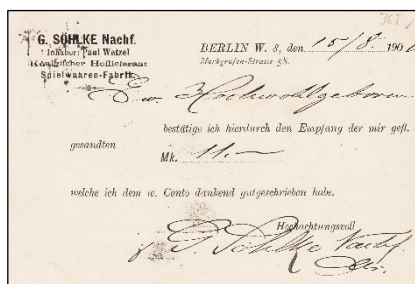 G. SÖHLKE Nachf.
Inhaber: Paul Watzel
Königlicher Hoflieferant
Spielwaaren-Fabrik.
BERLIN W. 8, den 15/8. 190
Markgrafen-Strasse 58.
Ew. Hochwohlgeboren
bestätige ich hierdurch den Empfang der mir gefl.
gesandten
Mk. 11.—
welche ich dem w. Conto dankend gutgeschrieben habe.
Hochachtungsvoll
G. Söhlke Nachf.